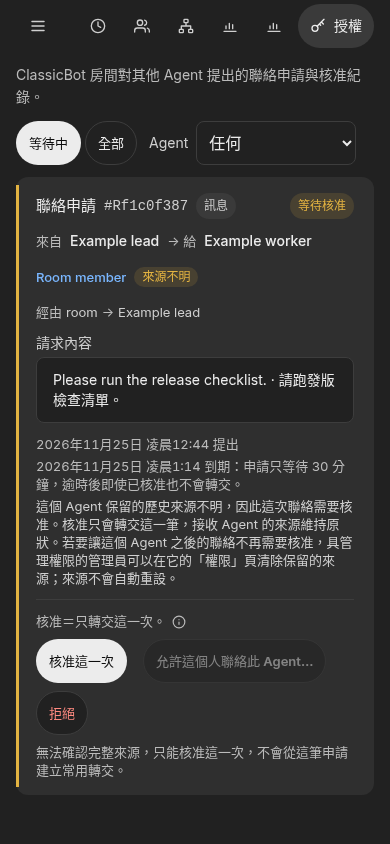 授權
ClassicBot 房間對其他 Agent 提出的聯絡申請與核准紀
錄。
等待中
全部
Agent
任何
聯絡申請 #Rf1c0f387 訊息 等待核准
來自 Example lead → 給 Example worker
Room member 來源不明
經由 room → Example lead
請求內容
Please run the release checklist. · 請跑發版
檢查清單。
2026年11月25日 凌晨12:44 提出
2026年11月25日 凌晨1:14 到期：申請只等待 30 分
鐘，逾時後即使已核准也不會轉交。
這個 Agent 保留的歷史來源不明，因此這次聯絡需要核
准。核准只會轉交這一筆，接收 Agent 的來源維持原
狀。若要讓這個 Agent 之後的聯絡不再需要核准，具管
理權限的管理員可以在它的「權限」頁清除保留的來
源；來源不會自動重設。
核准＝只轉交這一次。
核准這一次
允許這個人聯絡此 Agent…
拒絕
無法確認完整來源，只能核准這一次，不會從這筆申請
建立常用轉交。